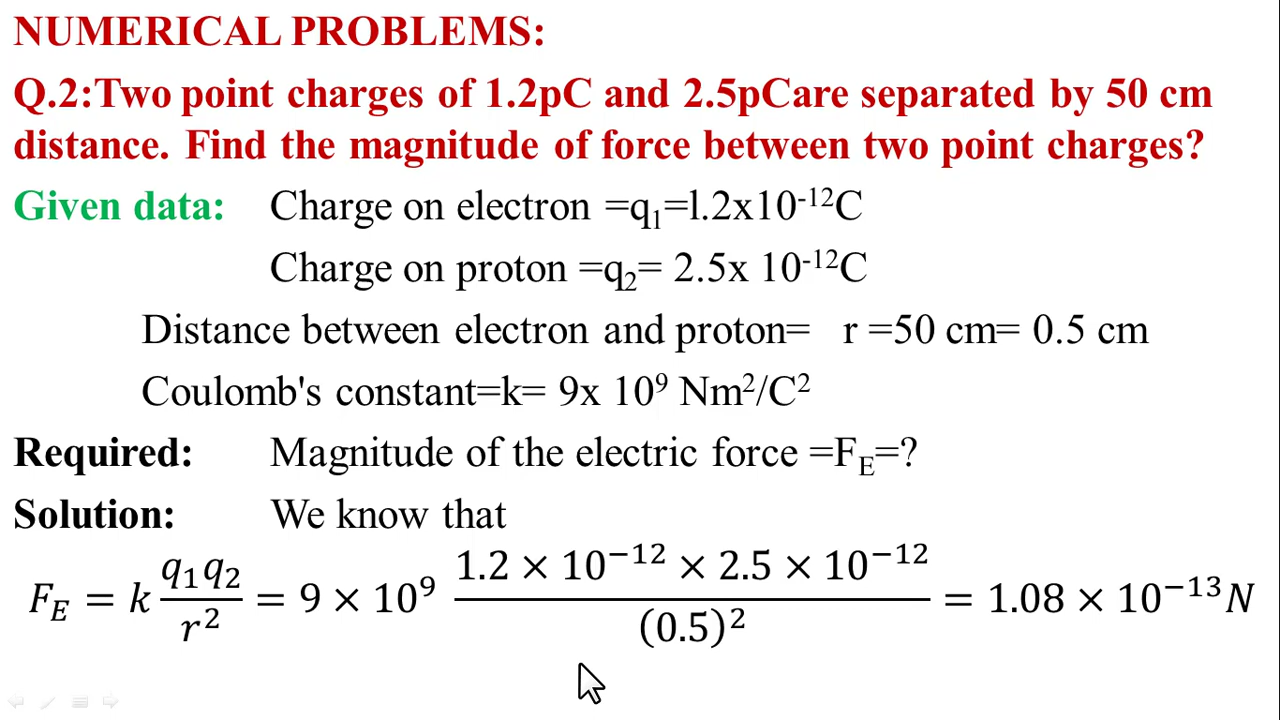 NUMERICAL PROBLEMS:
Q.2:Two point charges of 1.2pC and 2.5pCare separated by 50 cm
distance. Find the magnitude of force between two point charges?
Given data: Charge on electron =q₁=l.2x10⁻¹²C
Charge on proton =q₂= 2.5x 10⁻¹²C
Distance between electron and proton= r =50 cm= 0.5 cm
Coulomb's constant=k= 9x 10⁹ Nm²/C²
Required: Magnitude of the electric force =F_E=?
Solution: We know that
F_E = k q₁q₂/r² = 9 × 10⁹ (1.2 × 10⁻¹² × 2.5 × 10⁻¹²)/(0.5)² = 1.08 × 10⁻¹³N